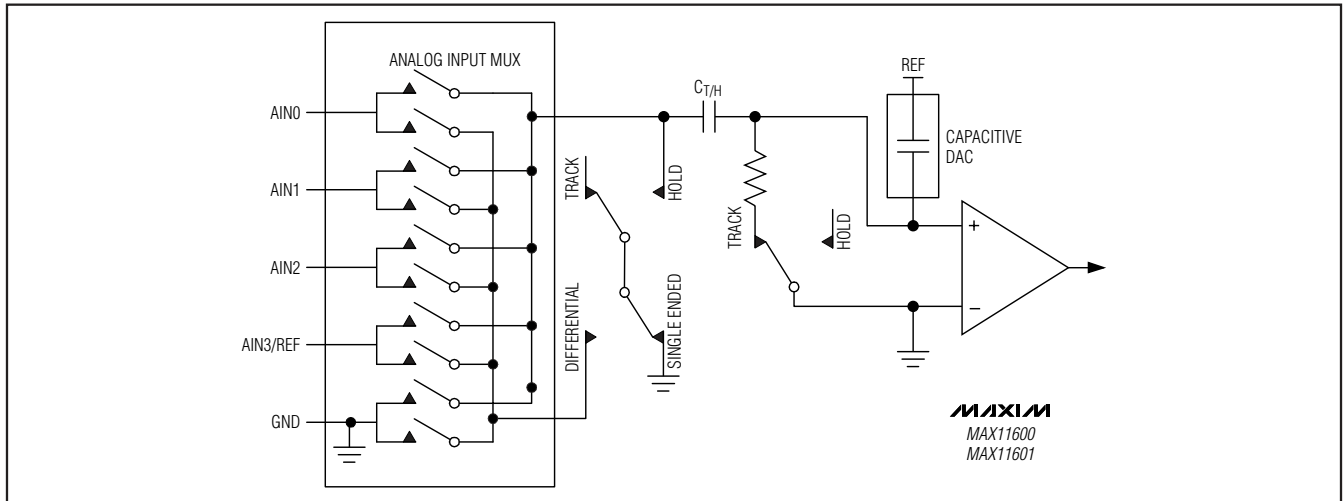 ANALOG INPUT MUX
AIN0
AIN1
AIN2
AIN3/REF
GND
TRACK
HOLD
DIFFERENTIAL
SINGLE ENDED
CT/H
TRACK
HOLD
REF
CAPACITIVE
DAC
+
−
MAXIM
MAX11600
MAX11601